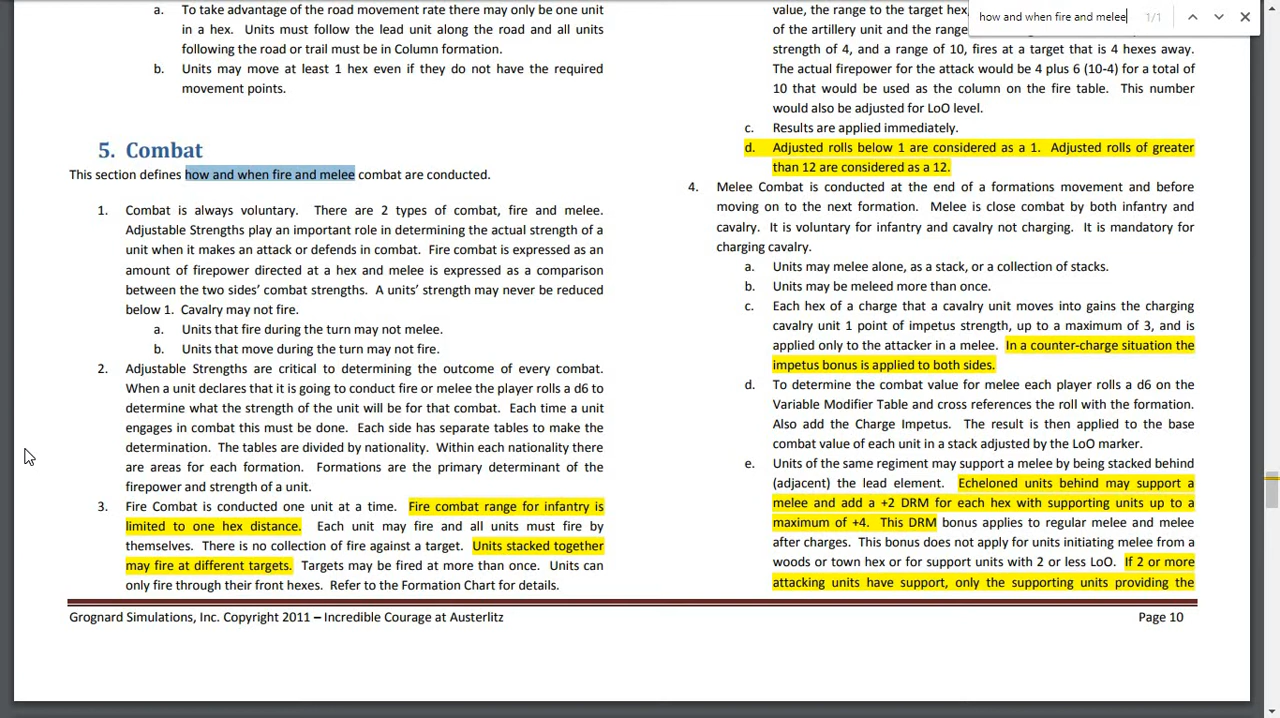 a. To take advantage of the road movement rate there may only be one unit
in a hex. Units must follow the lead unit along the road and all units
following the road or trail must be in Column formation.
b. Units may move at least 1 hex even if they do not have the required
movement points.
5. Combat
This section defines how and when fire and melee combat are conducted.
1. Combat is always voluntary. There are 2 types of combat, fire and melee.
Adjustable Strengths play an important role in determining the actual strength of a
unit when it makes an attack or defends in combat. Fire combat is expressed as an
amount of firepower directed at a hex and melee is expressed as a comparison
between the two sides' combat strengths. A units' strength may never be reduced
below 1. Cavalry may not fire.
a. Units that fire during the turn may not melee.
b. Units that move during the turn may not fire.
2. Adjustable Strengths are critical to determining the outcome of every combat.
When a unit declares that it is going to conduct fire or melee the player rolls a d6 to
determine what the strength of the unit will be for that combat. Each time a unit
engages in combat this must be done. Each side has separate tables to make the
determination. The tables are divided by nationality. Within each nationality there
are areas for each formation. Formations are the primary determinant of the
firepower and strength of a unit.
3. Fire Combat is conducted one unit at a time. Fire combat range for infantry is
limited to one hex distance. Each unit may fire and all units must fire by
themselves. There is no collection of fire against a target. Units stacked together
may fire at different targets. Targets may be fired at more than once. Units can
only fire through their front hexes. Refer to the Formation Chart for details.
value, the range to the target hex
of the artillery unit and the range
strength of 4, and a range of 10, fires at a target that is 4 hexes away.
The actual firepower for the attack would be 4 plus 6 (10-4) for a total of
10 that would be used as the column on the fire table. This number
would also be adjusted for LoO level.
c. Results are applied immediately.
d. Adjusted rolls below 1 are considered as a 1. Adjusted rolls of greater
than 12 are considered as a 12.
4. Melee Combat is conducted at the end of a formations movement and before
moving on to the next formation. Melee is close combat by both infantry and
cavalry. It is voluntary for infantry and cavalry not charging. It is mandatory for
charging cavalry.
a. Units may melee alone, as a stack, or a collection of stacks.
b. Units may be meleed more than once.
c. Each hex of a charge that a cavalry unit moves into gains the charging
cavalry unit 1 point of impetus strength, up to a maximum of 3, and is
applied only to the attacker in a melee. In a counter-charge situation the
impetus bonus is applied to both sides.
d. To determine the combat value for melee each player rolls a d6 on the
Variable Modifier Table and cross references the roll with the formation.
Also add the Charge Impetus. The result is then applied to the base
combat value of each unit in a stack adjusted by the LoO marker.
e. Units of the same regiment may support a melee by being stacked behind
(adjacent) the lead element. Echeloned units behind may support a
melee and add a +2 DRM for each hex with supporting units up to a
maximum of +4. This DRM bonus applies to regular melee and melee
after charges. This bonus does not apply for units initiating melee from a
woods or town hex or for support units with 2 or less LoO. If 2 or more
attacking units have support, only the supporting units providing the
Grognard Simulations, Inc. Copyright 2011 – Incredible Courage at Austerlitz
Page 10
how and when fire and melee
1/1